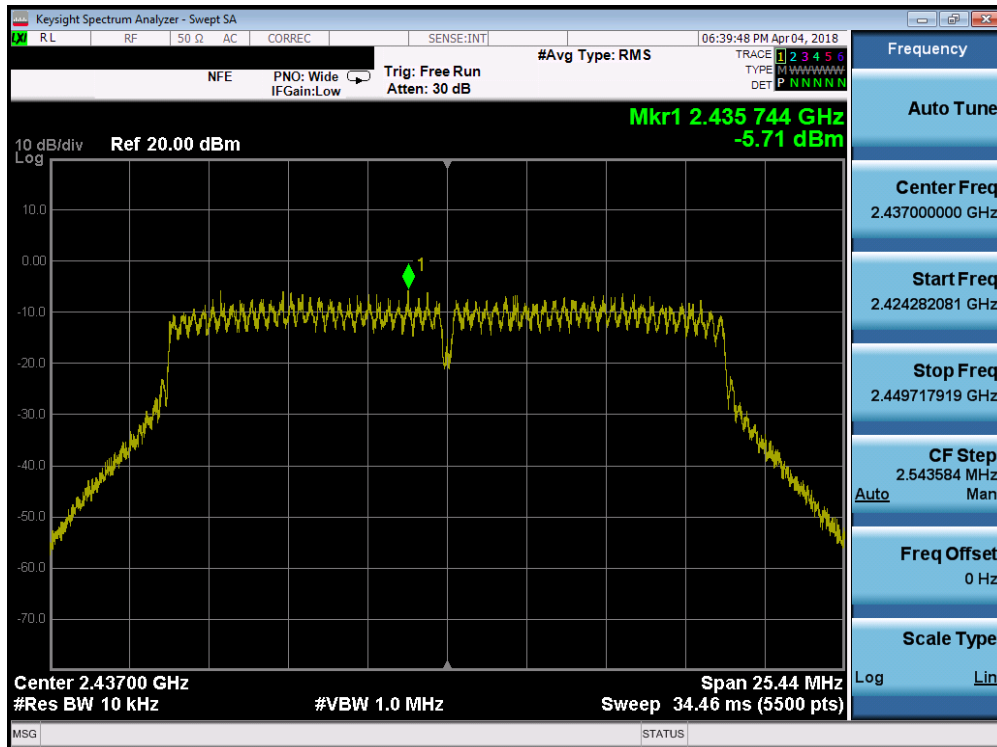 Keysight Spectrum Analyzer - Swept SA
LXI RL RF 50 Ω AC CORREC SENSE:INT 06:39:48 PM Apr 04, 2018
#Avg Type: RMS TRACE 1 2 3 4 5 6
TYPE M WWWWW
DET P N N N N N
NFE PNO: Wide Trig: Free Run
IFGain:Low Atten: 30 dB
Mkr1 2.435 744 GHz
-5.71 dBm
10 dB/div Ref 20.00 dBm
Log
10.0
1
0.00
-10.0
-20.0
-30.0
-40.0
-50.0
-60.0
-70.0
Center 2.43700 GHz Span 25.44 MHz
#Res BW 10 kHz #VBW 1.0 MHz Sweep 34.46 ms (5500 pts)
MSG STATUS
Frequency
Auto Tune
Center Freq
2.437000000 GHz
Start Freq
2.424282081 GHz
Stop Freq
2.449717919 GHz
CF Step
2.543584 MHz
Auto Man
Freq Offset
0 Hz
Scale Type
Log Lin